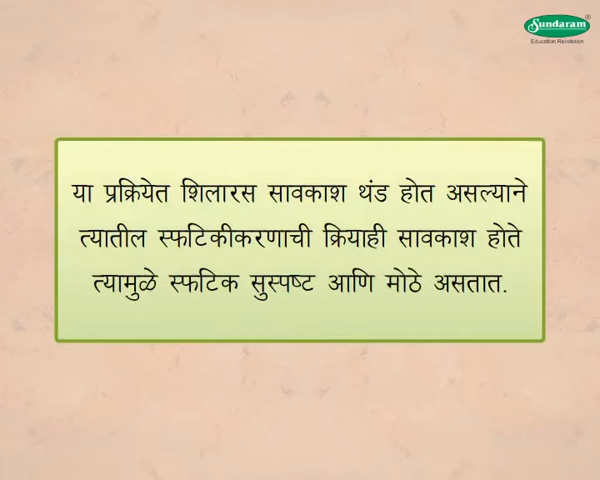 Sundaram®
Education Revolution
या प्रक्रियेत शिलारस सावकाश थंड होत असल्याने
त्यातील स्फटिकीकरणाची क्रियाही सावकाश होते
त्यामुळे स्फटिक सुस्पष्ट आणि मोठे असतात.